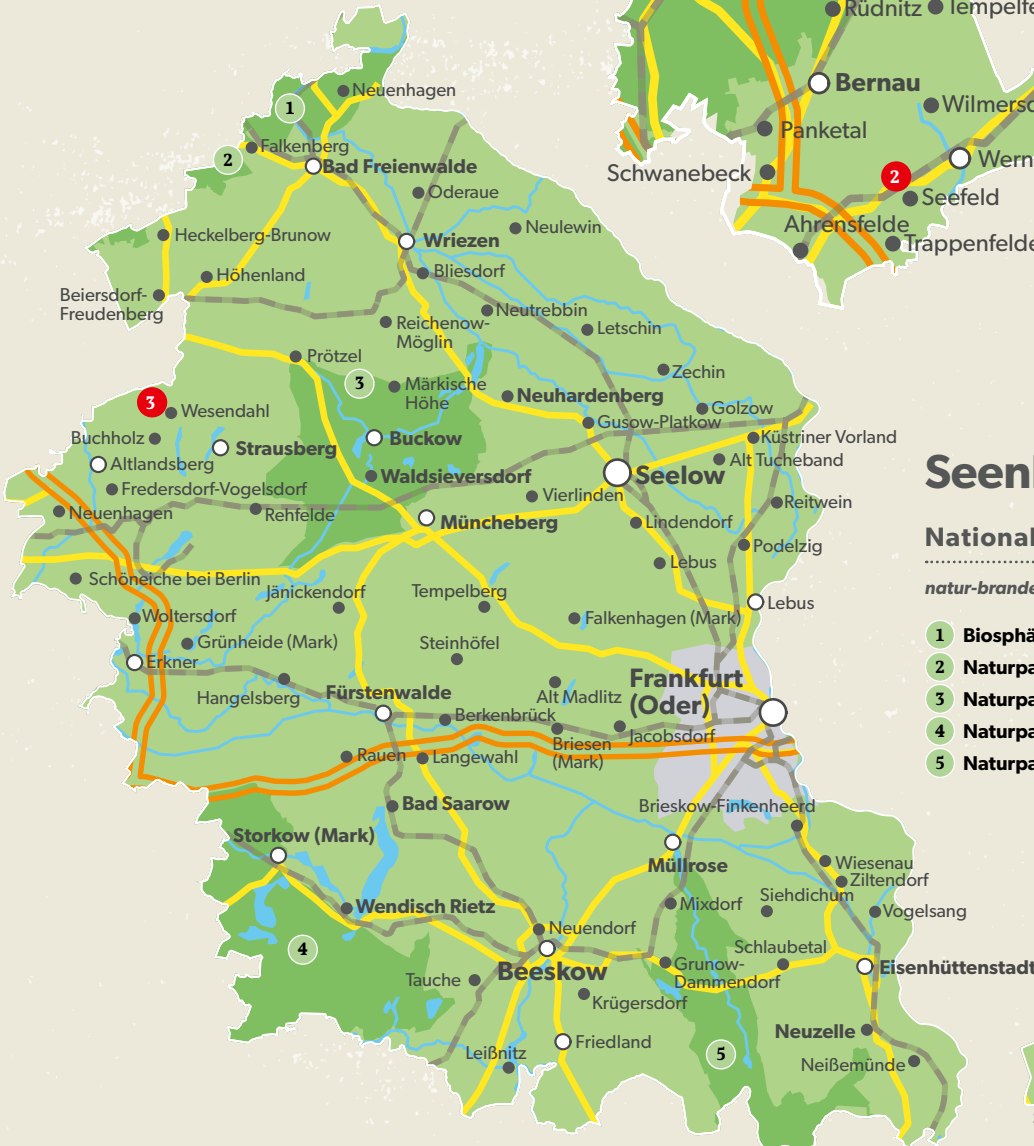 Rüdnitz
Bernau
Panketal
Schwanebeck
2
Seefeld
Ahrensfelde
Neuenhagen
1
Falkenberg
2
Bad Freienwalde
Oderaue
Heckelberg-Brunow
Wriezen
Neulewin
Höhenland
Bliesdorf
Beiersdorf-
Freudenberg
Neutrebbin
Reichenow-
Möglin
Letschin
Prötzel
Zechin
3
Märkische
Höhe
Neuhardenberg
3
Wesendahl
Golzow
Gusow-Platkow
Buchholz
Strausberg
Buckow
Küstriner Vorland
Altlandsberg
Waldsieversdorf
Seelow
Alt Tucheband
Fredersdorf-Vogelsdorf
Vierlinden
Reitwein
Neuenhagen
Rehfelde
Müncheberg
Lindendorf
Podelzig
Lebus
Schöneiche bei Berlin
Jänickendorf
Tempelberg
Lebus
Woltersdorf
Falkenhagen (Mark)
Grünheide (Mark)
Steinhöfel
Erkner
Frankfurt
(Oder)
Hangelsberg
Fürstenwalde
Alt Madlitz
Berkenbrück
Jacobsdorf
Briesen
(Mark)
Rauen
Langewahl
Bad Saarow
Brieskow-Finkenheerd
Storkow (Mark)
Müllrose
Wiesenau
Ziltendorf
Siehdichum
Wendisch Rietz
Mixdorf
Vogelsang
Neuendorf
4
Schlaubetal
Beeskow
Grunow-
Dammendorf
Eisenhüttenstadt
Tauche
Krügersdorf
Neuzelle
Friedland
Leißnitz
5
Neißemünde
National
natur-brande
1 Biosphä
2 Naturpa
3 Naturpa
4 Naturpa
5 Naturpa